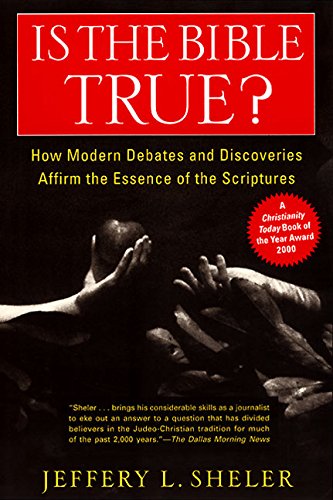 IS THE BIBLE
TRUE?
How Modern Debates and Discoveries
Affirm the Essence of the Scriptures
A
Christianity
Today Book of
the Year Award
2000
"Sheler . . . brings his considerable skills as a journalist
to eke out an answer to a question that has divided
believers in the Judeo-Christian tradition for much
of the past 2,000 years."—The Dallas Morning News
JEFFERY L. SHELER